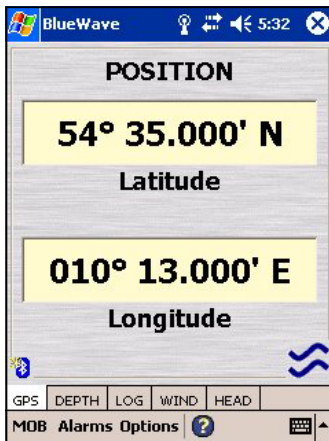 BlueWave 5:32
POSITION
54° 35.000' N
Latitude
010° 13.000' E
Longitude
GPS DEPTH LOG WIND HEAD
MOB Alarms Options ?